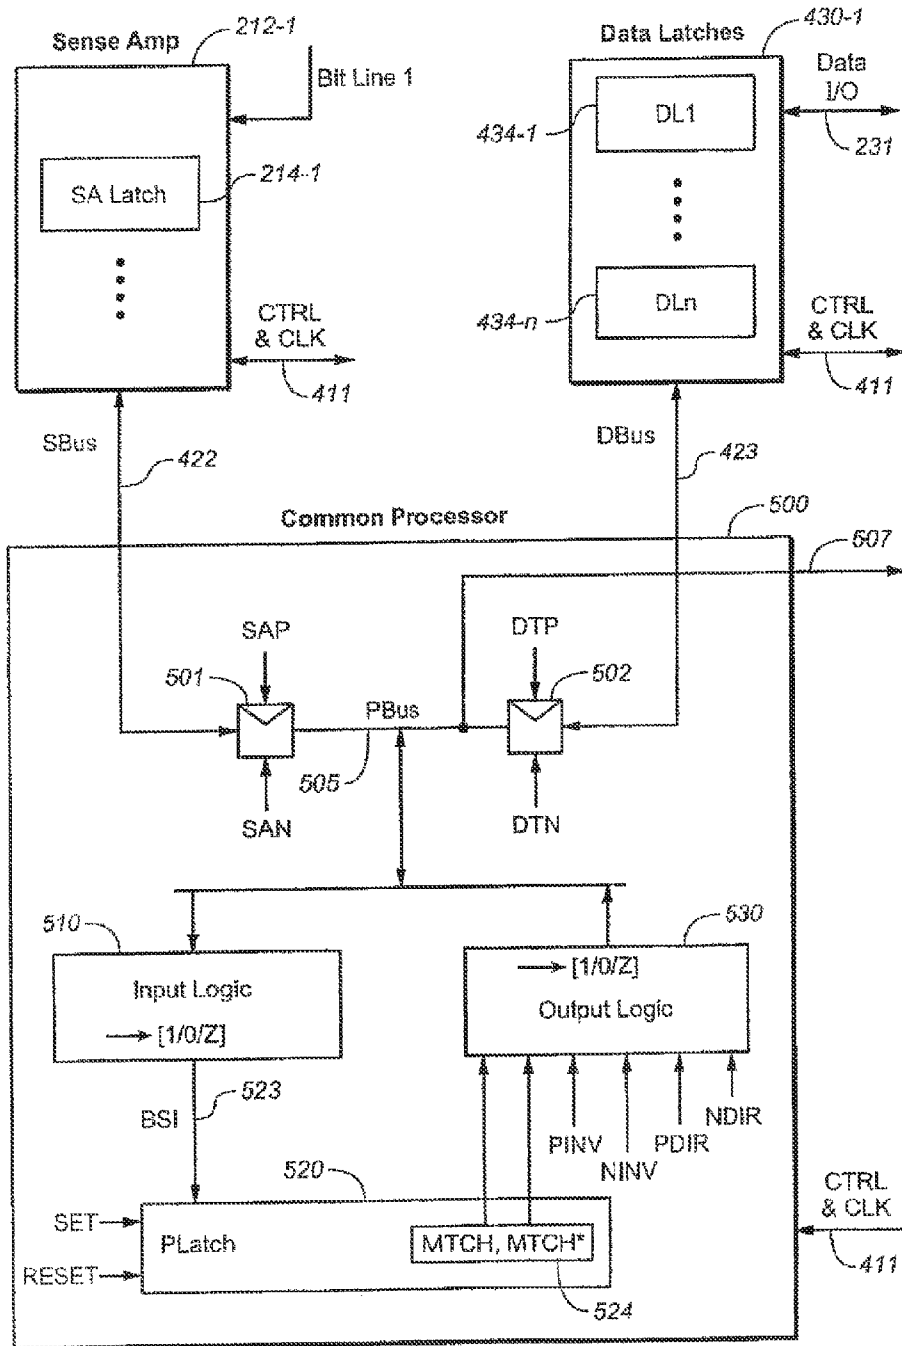 Sense Amp
212-1
Bit Line 1
SA Latch
214-1
CTRL
& CLK
411
SBus
422
Data Latches
430-1
Data
I/O
231
434-1
DL1
434-n
DLn
CTRL
& CLK
411
DBus
423
Common Processor
500
507
SAP
501
PBus
505
SAN
DTP
502
DTN
510
Input Logic
[1/0/Z]
530
[1/0/Z]
Output Logic
BSI
523
PINV
NINV
PDIR
NDIR
520
SET
RESET
PLatch
MTCH, MTCH*
524
CTRL
& CLK
411